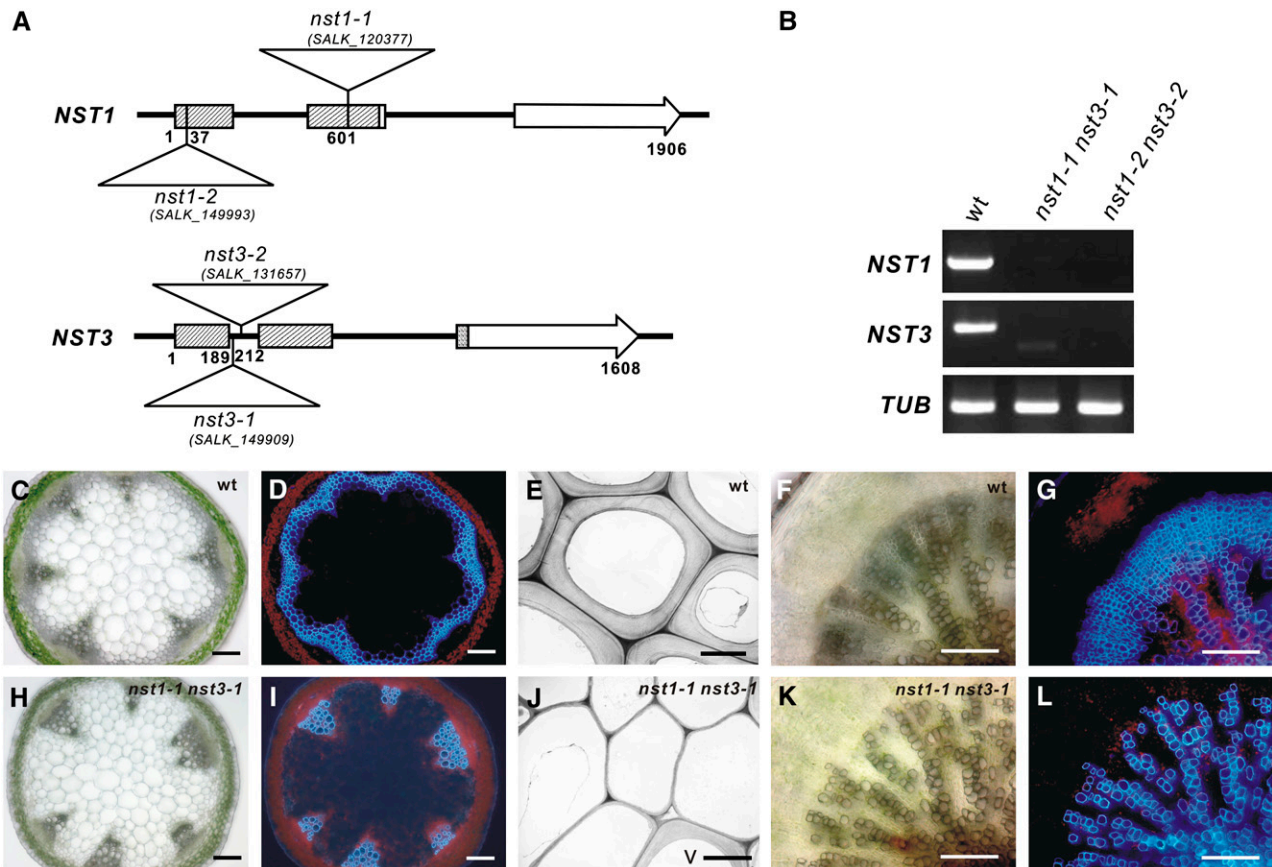 A
nst1-1
(SALK_120377)
NST1
1
37
601
1906
nst1-2
(SALK_149993)
nst3-2
(SALK_131657)
NST3
1
189
212
1608
nst3-1
(SALK_149909)
B
wt
nst1-1 nst3-1
nst1-2 nst3-2
NST1
NST3
TUB
C
wt
D
E
wt
F
wt
G
H
nst1-1 nst3-1
I
J
nst1-1 nst3-1
V
K
nst1-1 nst3-1
L